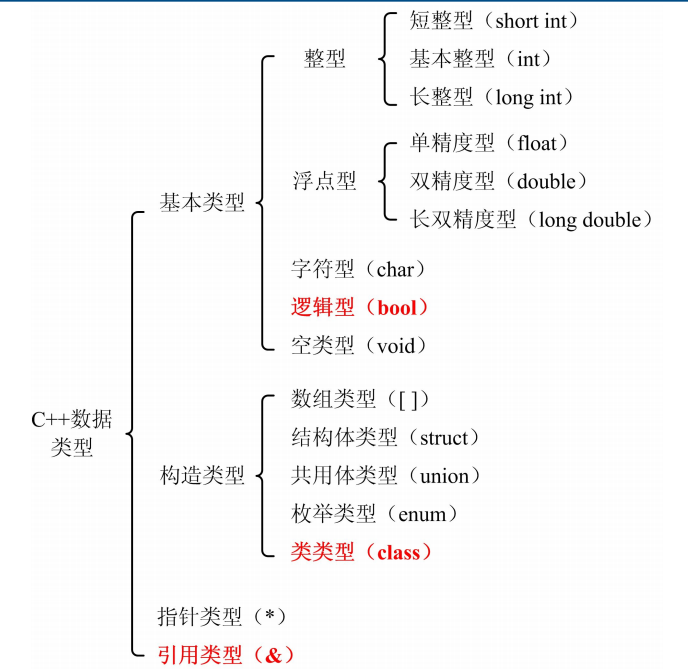 短整型（short int）
整型
基本整型（int）
长整型（long int）
单精度型（float）
浮点型
双精度型（double）
基本类型
长双精度型（long double）
字符型（char）
逻辑型（bool）
空类型（void）
数组类型（[ ]）
C++数据
类型
结构体类型（struct）
构造类型
共用体类型（union）
枚举类型（enum）
类类型（class）
指针类型（*）
引用类型（&）